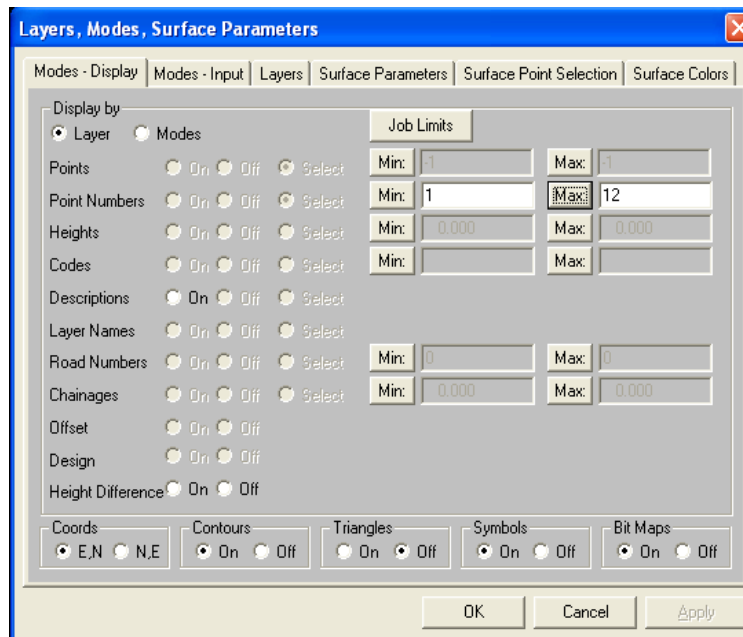 Layers, Modes, Surface Parameters
Modes - Display Modes - Input Layers Surface Parameters Surface Point Selection Surface Colors
Display by
Layer Modes Job Limits
Points On Off Select Min: -1 Max: -1
Point Numbers On Off Select Min: 1 Max: 12
Heights On Off Select Min: 0.000 Max: 0.000
Codes On Off Select Min: Max:
Descriptions On Off Select
Layer Names On Off Select
Road Numbers On Off Select Min: 0 Max: 0
Chainages On Off Select Min: 0.000 Max: 0.000
Offset On Off
Design On Off
Height Difference On Off
Coords Contours Triangles Symbols Bit Maps
E,N N,E On Off On Off On Off On Off
OK Cancel Apply